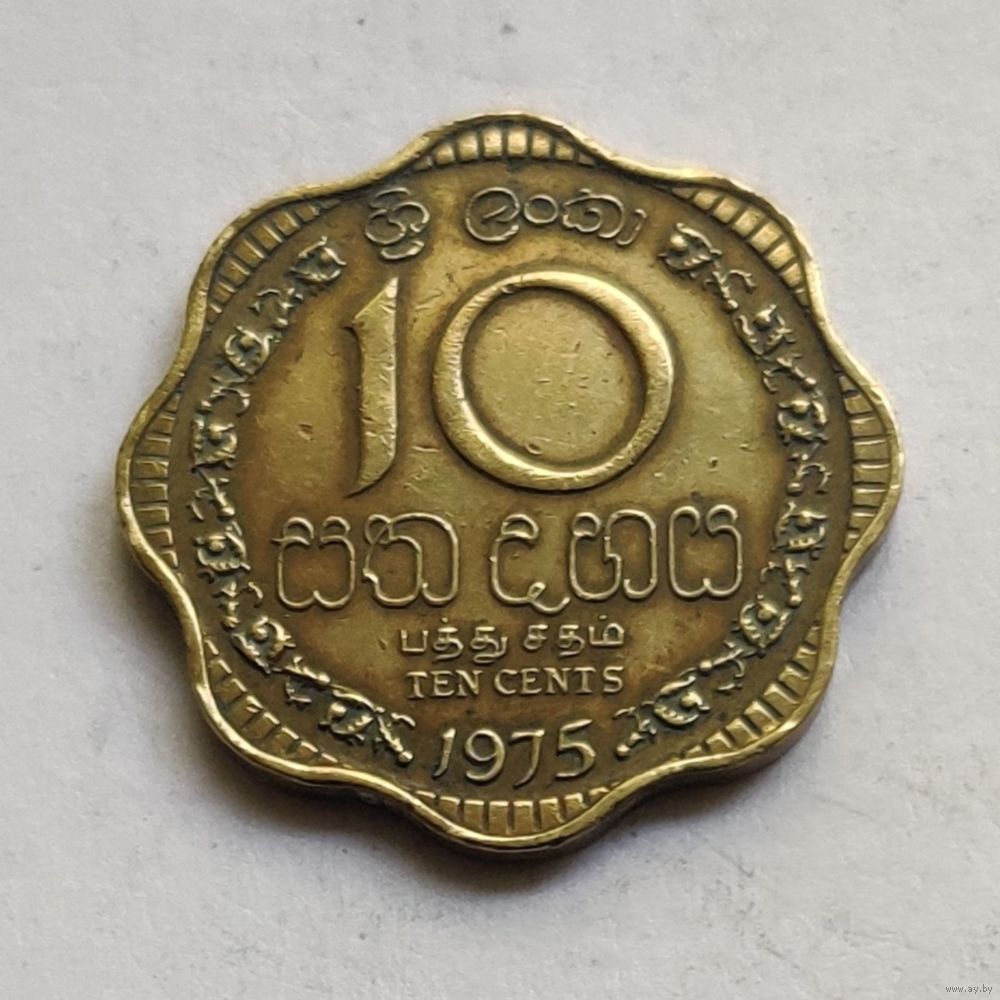 ශ්‍රී ලංකා
10
සත දහය
பத்து சதம்
TEN CENTS
1975
www.ay.by